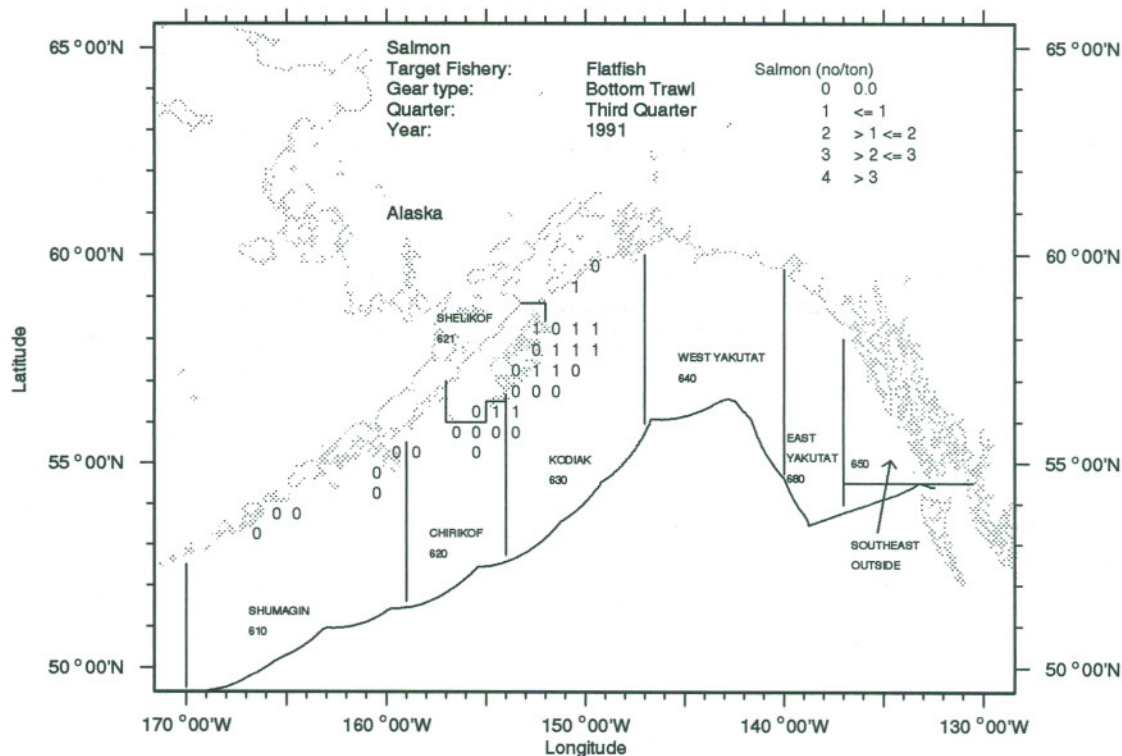 65 °00'N
65 °00'N
Salmon
Target Fishery: Flatfish
Gear type: Bottom Trawl
Quarter: Third Quarter
Year: 1991
Salmon (no/ton)
0 0.0
1 <= 1
2 > 1 <= 2
3 > 2 <= 3
4 > 3
Alaska
60 °00'N
60 °00'N
0
1
SHELIKOF
621
1 0 1 1
0 1 1 1
0 1 1 0
0 0 0
WEST YAKUTAT
640
0 1 1
0 0 0 0
0 0
0 0
0
0
EAST
YAKUTAT
680
650
55 °00'N
55 °00'N
KODIAK
630
0 0
0
CHIRIKOF
620
SOUTHEAST
OUTSIDE
SHUMAGIN
610
50 °00'N
50 °00'N
Latitude
170 °00'W
160 °00'W
150 °00'W
140 °00'W
130 °00'W
Longitude